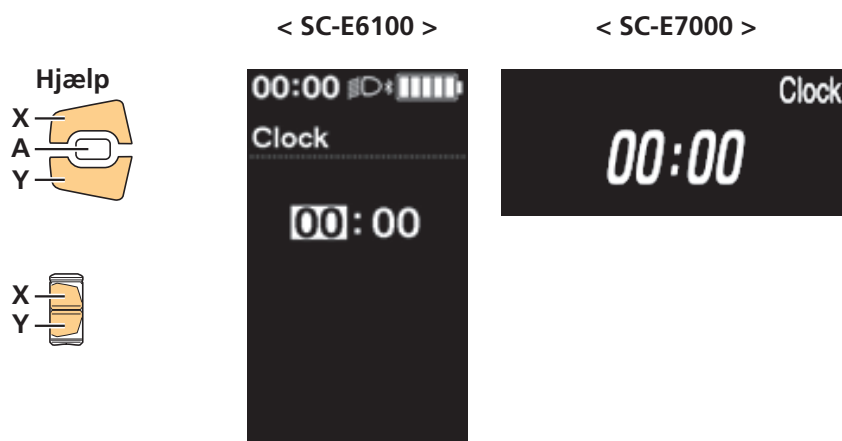 < SC-E6100 >
< SC-E7000 >
Hjælp
X
A
Y
X
Y
00:00
Clock
00:00
Clock
00:00